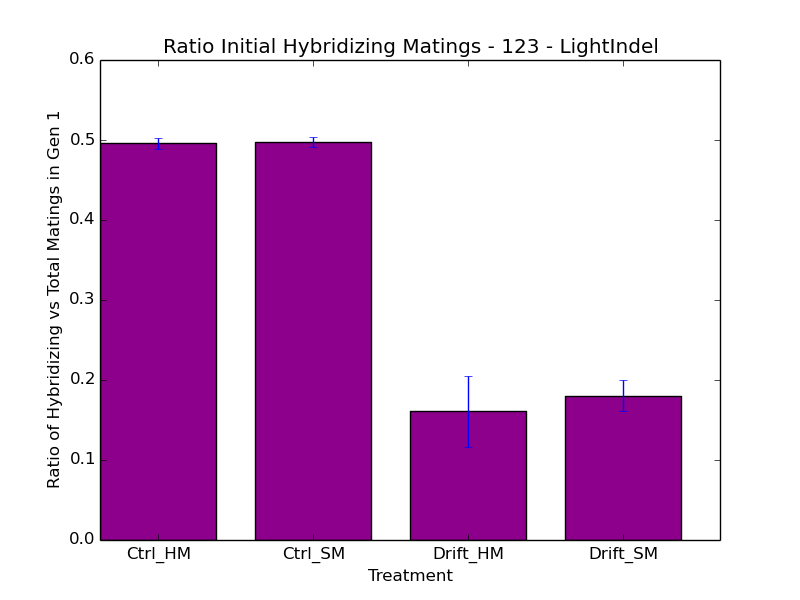 Ratio Initial Hybridizing Matings - 123 - LightIndel
Ratio of Hybridizing vs Total Matings in Gen 1
0.6
0.5
0.4
0.3
0.2
0.1
0.0
Ctrl_HM
Ctrl_SM
Drift_HM
Drift_SM
Treatment